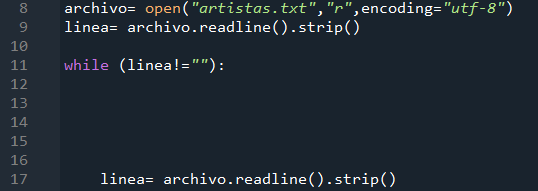 8 archivo= open("artistas.txt","r",encoding="utf-8")
9 linea= archivo.readline().strip()
10
11 while (linea!=""):
12
13
14
15
16
17 linea= archivo.readline().strip()